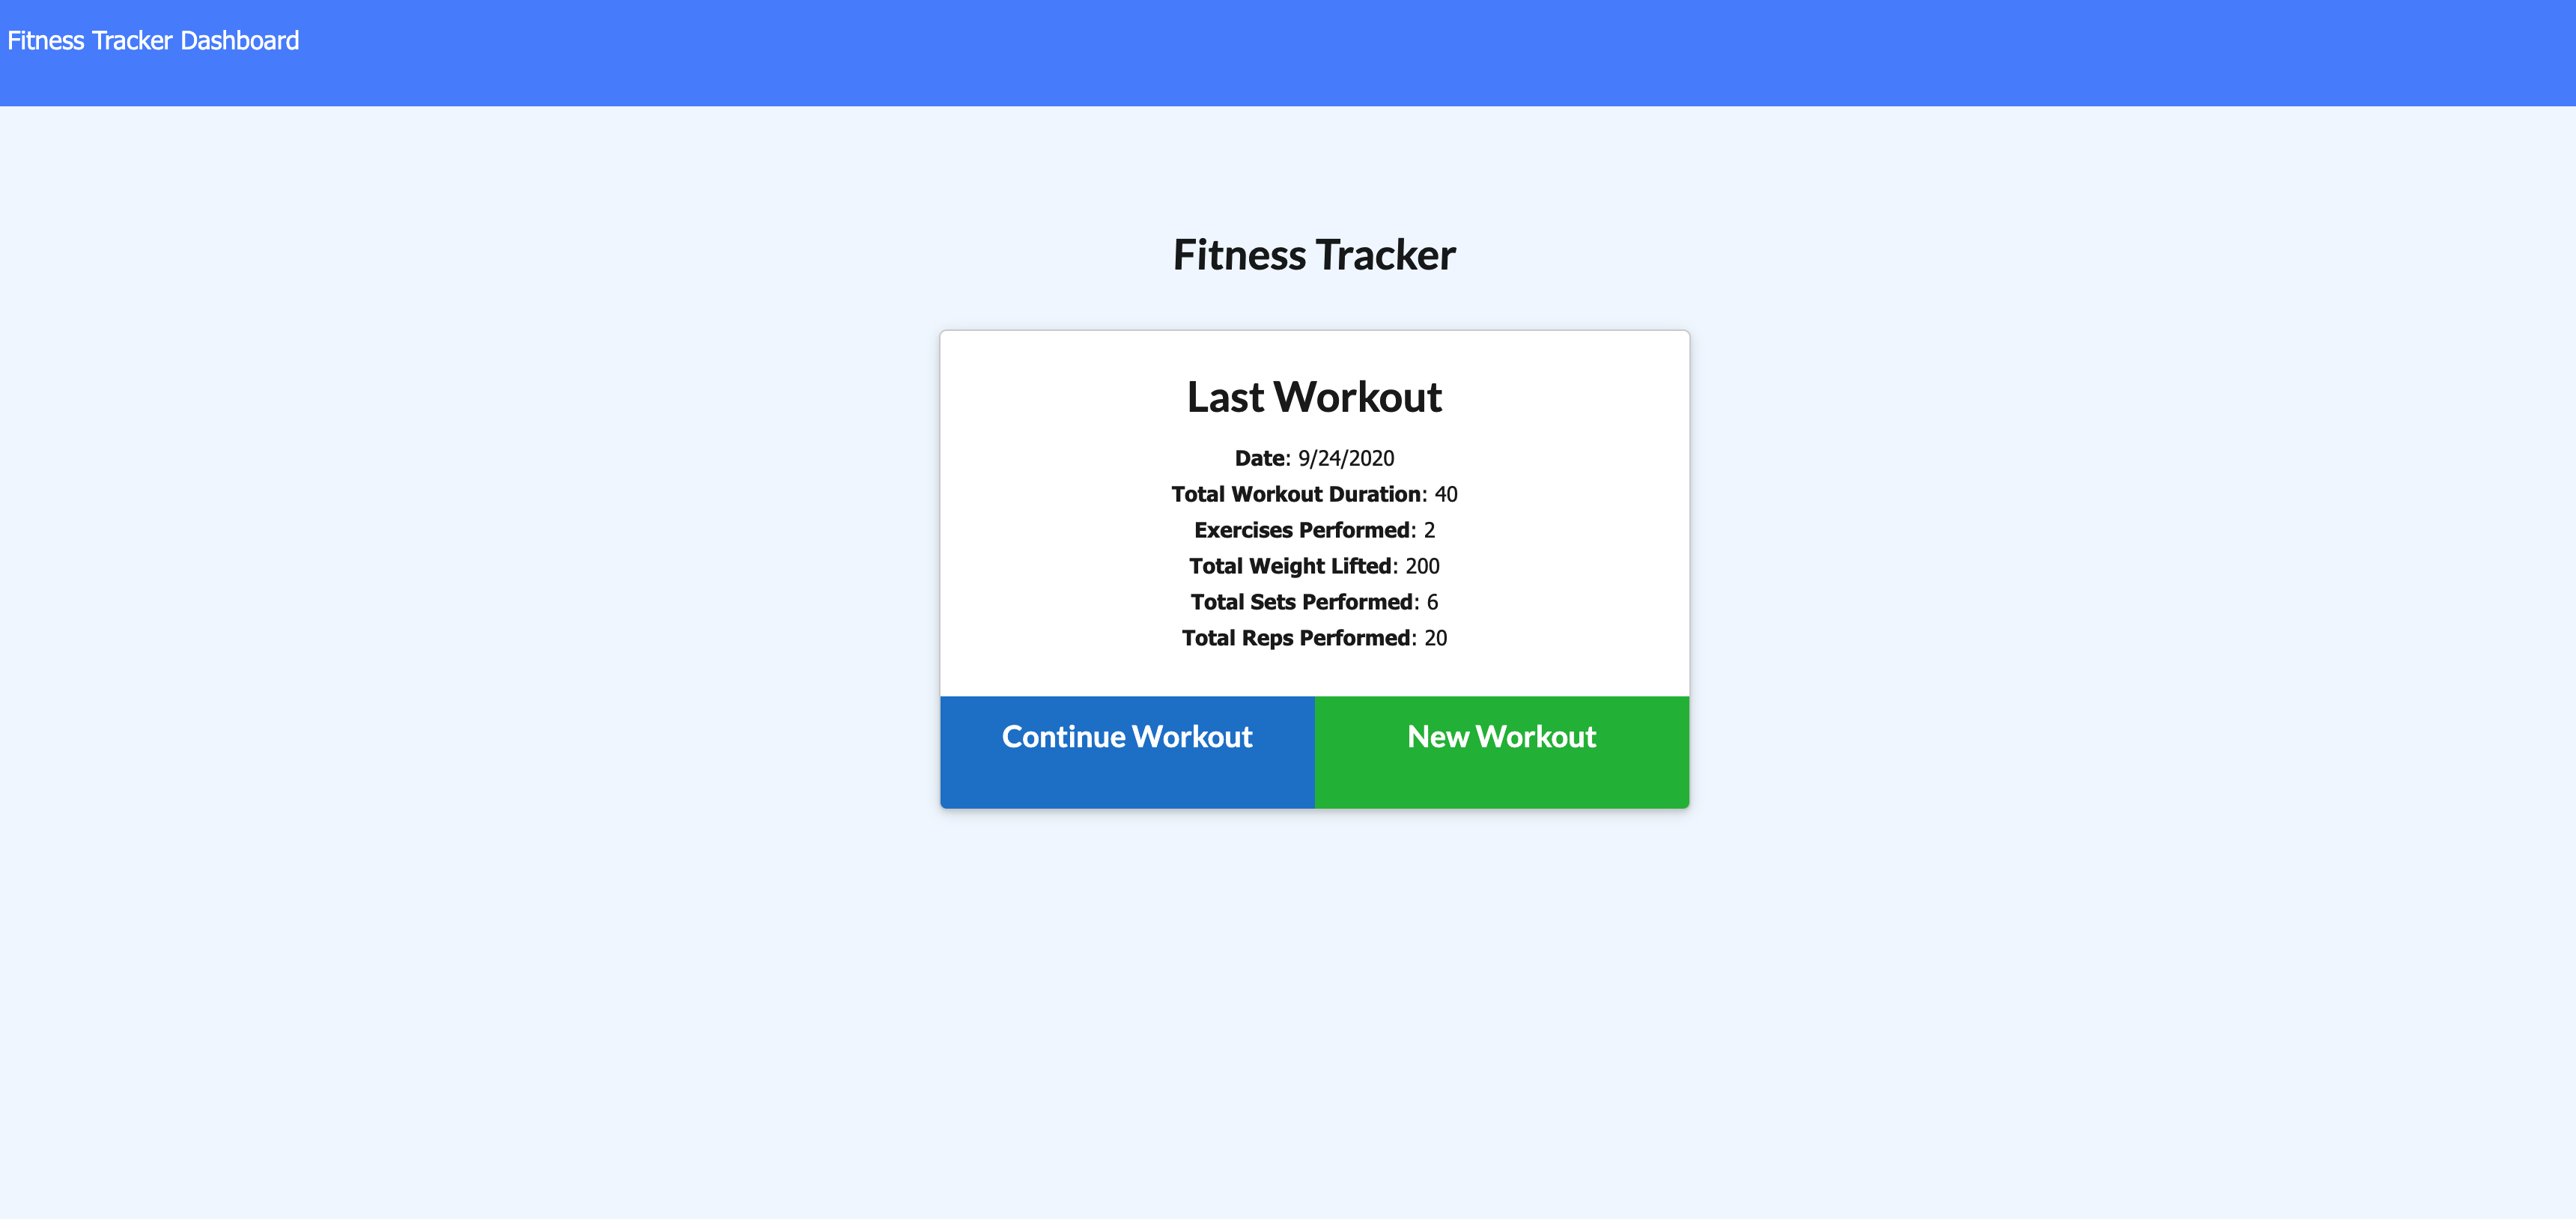 Fitness Tracker Dashboard
Fitness Tracker
Last Workout
Date: 9/24/2020
Total Workout Duration: 40
Exercises Performed: 2
Total Weight Lifted: 200
Total Sets Performed: 6
Total Reps Performed: 20
Continue Workout New Workout